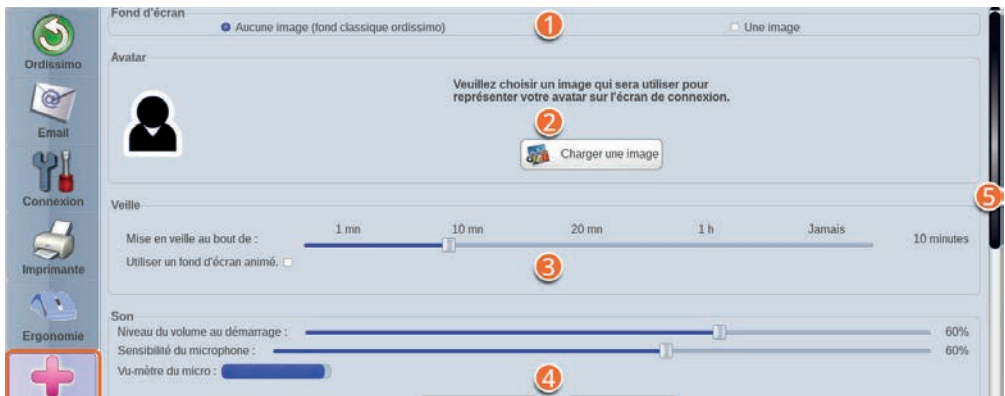 Fond d'écran
Aucune image (fond classique ordissimo)
1
Une image
Ordissimo
Avatar
Veuillez choisir un image qui sera utiliser pour
représenter votre avatar sur l'écran de connexion.
Email
2
Charger une image
Connexion
5
Veille
1 mn
10 mn
20 mn
1 h
Jamais
Mise en veille au bout de :
10 minutes
Utiliser un fond d'écran animé.
3
Imprimante
Son
Niveau du volume au démarrage :
60%
Ergonomie
Sensibilité du microphone :
60%
Vu-mètre du micro :
4